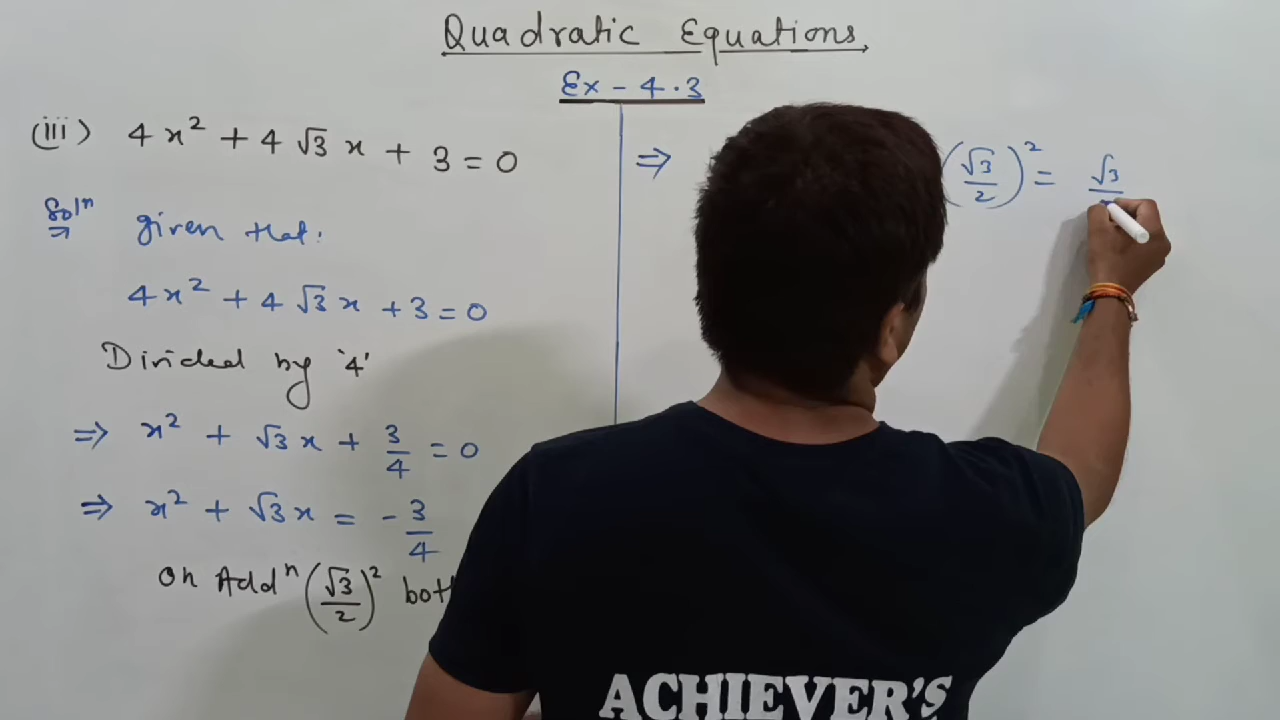 Quadratic Equations
Ex - 4.3
(iii) 4x² + 4√3 x + 3 = 0
Solⁿ given that:
4x² + 4√3 x + 3 = 0
Divided by '4'
⇒ x² + √3 x + 3/4 = 0
⇒ x² + √3 x = - 3/4
On Addⁿ (√3/2)²
⇒ (√3/2)² = √3
ACHIEVER'S